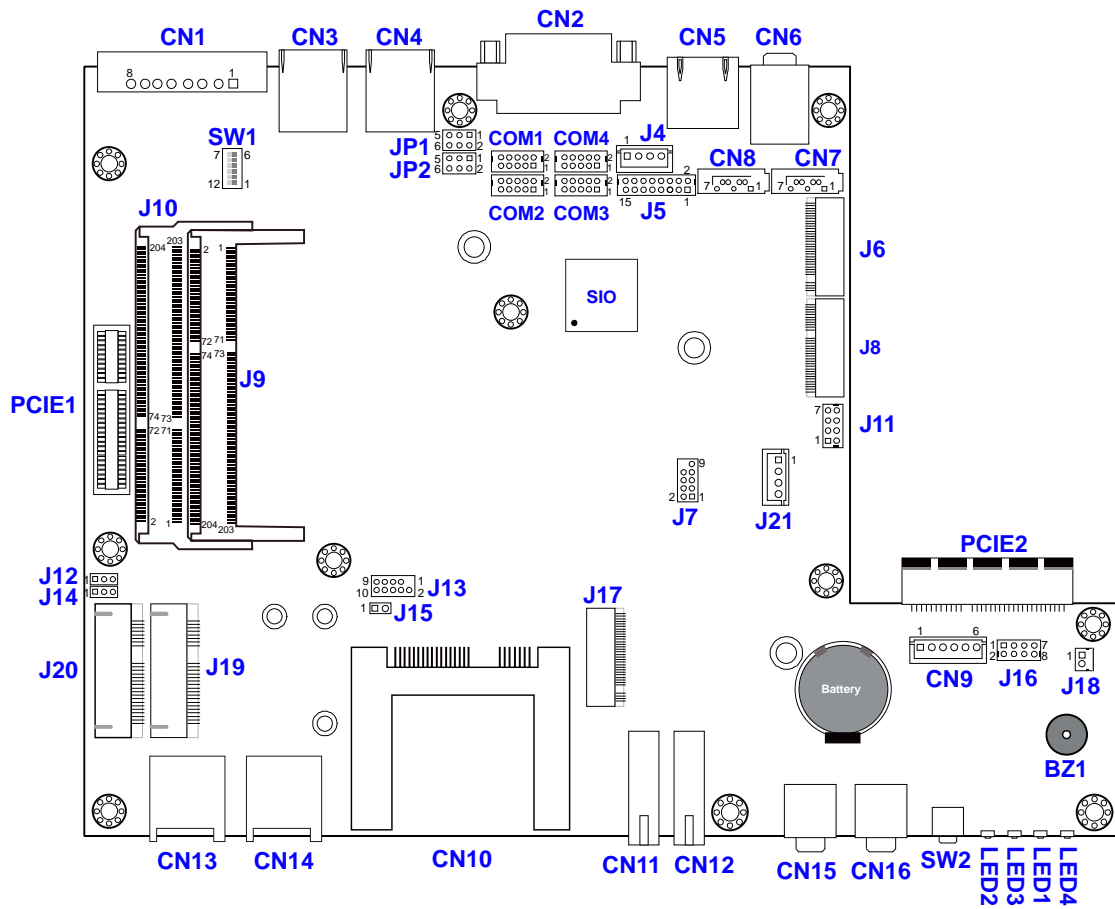 CN1
CN3
CN4
CN2
CN5
CN6
8 1
SW1
7 6
12 1
JP1
5 1
6 2
JP2
5 1
6 2
COM1
2
1
COM4
2
1
J4
1
CN8
7 1
CN7
7 1
COM2
2
1
COM3
2
1
J5
2
15 1
J10
204 203
2 1
72 71
74 73
J9
74 73
72 71
2 1
204 203
PCIE1
SIO
J6
J8
7
1
J11
9
2 1
J7
1
J21
PCIE2
J12
1
J14
1
9 1
10 2
J13
1
J15
J17
J20
J19
1 6
CN9
1 7
2 8
J16
1
J18
Battery
BZ1
CN13
CN14
CN10
CN11
CN12
CN15
CN16
SW2
LED2
LED3
LED1
LED4